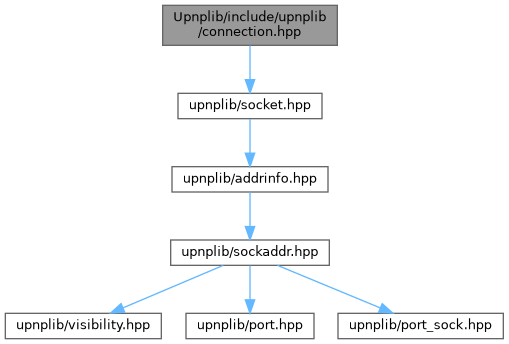 Upnplib/include/upnplib
/connection.hpp
upnplib/socket.hpp
upnplib/addrinfo.hpp
upnplib/sockaddr.hpp
upnplib/visibility.hpp
upnplib/port.hpp
upnplib/port_sock.hpp